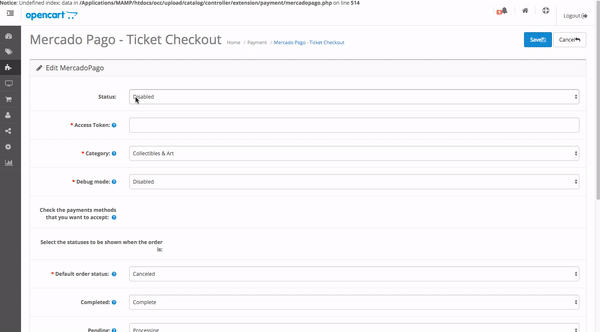 Notice: Undefined index: data in /Applications/MAMP/htdocs/occ/upload/catalog/controller/extension/payment/mercadopago.php on line 514
opencart
Logout
Mercado Pago - Ticket Checkout
Home / Payment / Mercado Pago - Ticket Checkout
Save
Cancel
Edit MercadoPago
Status: Disabled
* Access Token:
* Category: Collectibles & Art
* Debug mode: Disabled
Check the payments methods
that you want to accept:
Select the statuses to be shown when the order
is:
* Default order status: Canceled
Completed: Complete
Pending: Processing